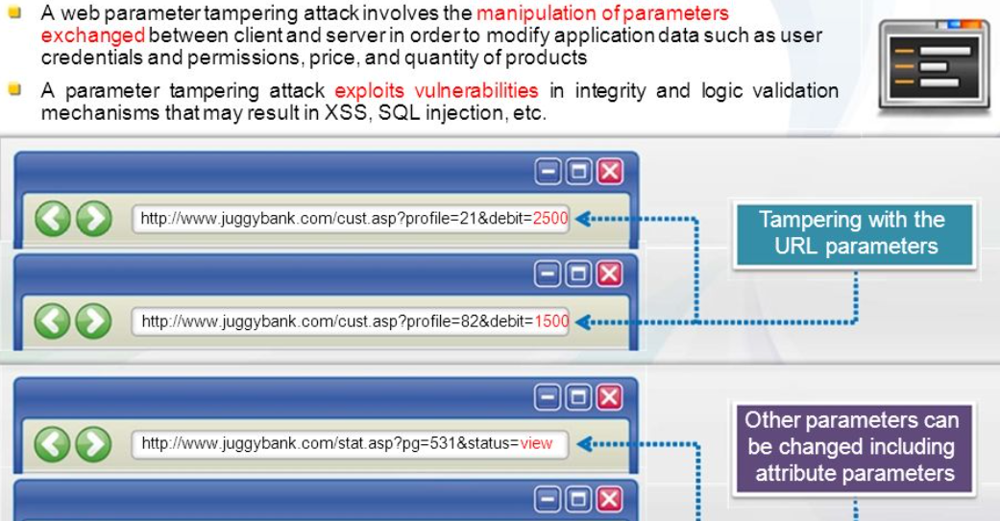 A web parameter tampering attack involves the manipulation of parameters
exchanged between client and server in order to modify application data such as user
credentials and permissions, price, and quantity of products
A parameter tampering attack exploits vulnerabilities in integrity and logic validation
mechanisms that may result in XSS, SQL injection, etc.
http://www.juggybank.com/cust.asp?profile=21&debit=2500
Tampering with the
URL parameters
http://www.juggybank.com/cust.asp?profile=82&debit=1500
http://www.juggybank.com/stat.asp?pg=531&status=view
Other parameters can
be changed including
attribute parameters